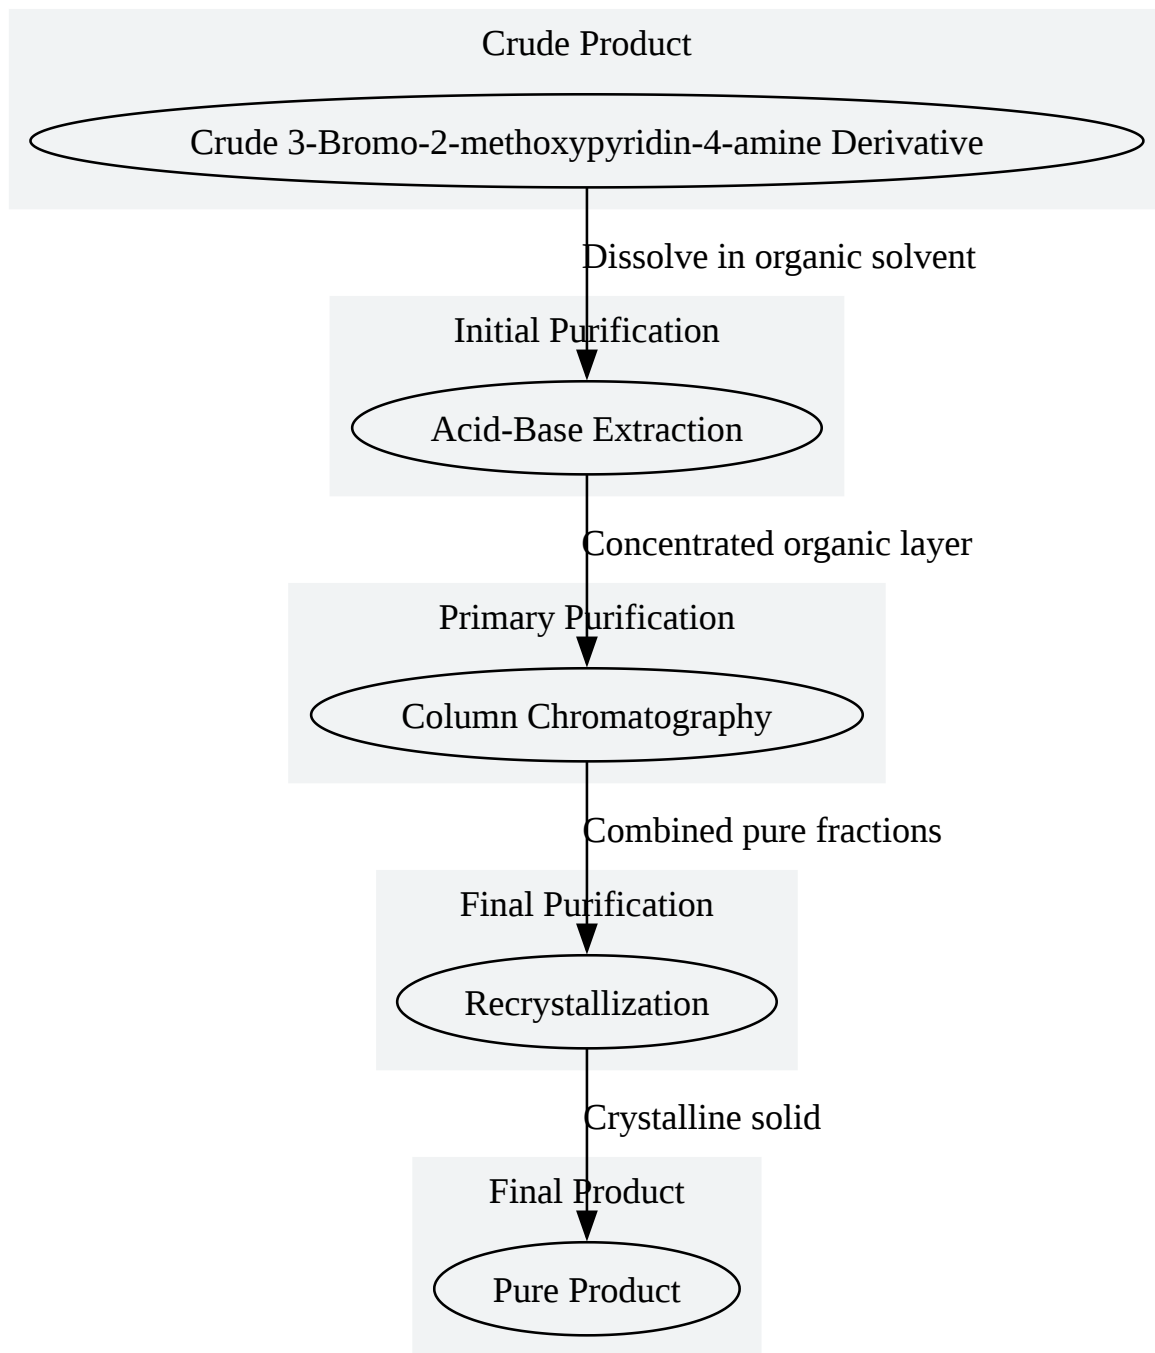 Crude Product
Crude 3-Bromo-2-methoxypyridin-4-amine Derivative
Dissolve in organic solvent
Initial Purification
Acid-Base Extraction
Concentrated organic layer
Primary Purification
Column Chromatography
Combined pure fractions
Final Purification
Recrystallization
Crystalline solid
Final Product
Pure Product